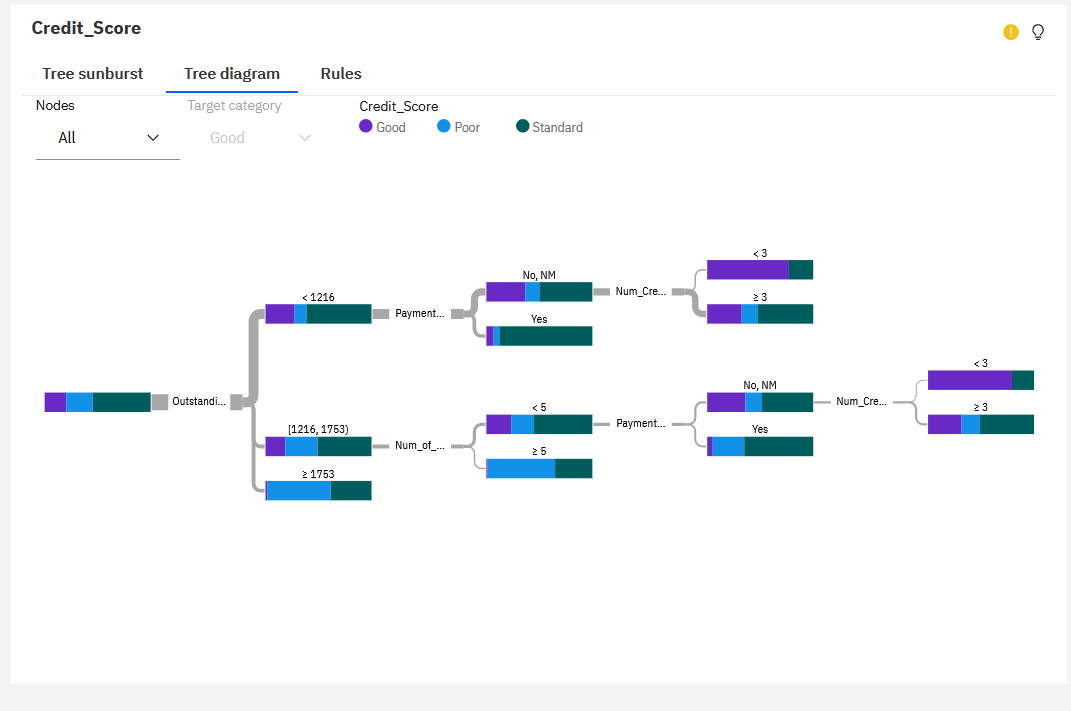 Credit_Score
Tree sunburst Tree diagram Rules
Nodes Target category Credit_Score
All Good Good Poor Standard
< 3
No, NM Num_Cre...
< 1216 ≥ 3
Payment... Yes
< 3
No, NM
Outstandi... < 5 Num_Cre...
[1216, 1753) Payment... ≥ 3
Num_of_... Yes
≥ 5
≥ 1753